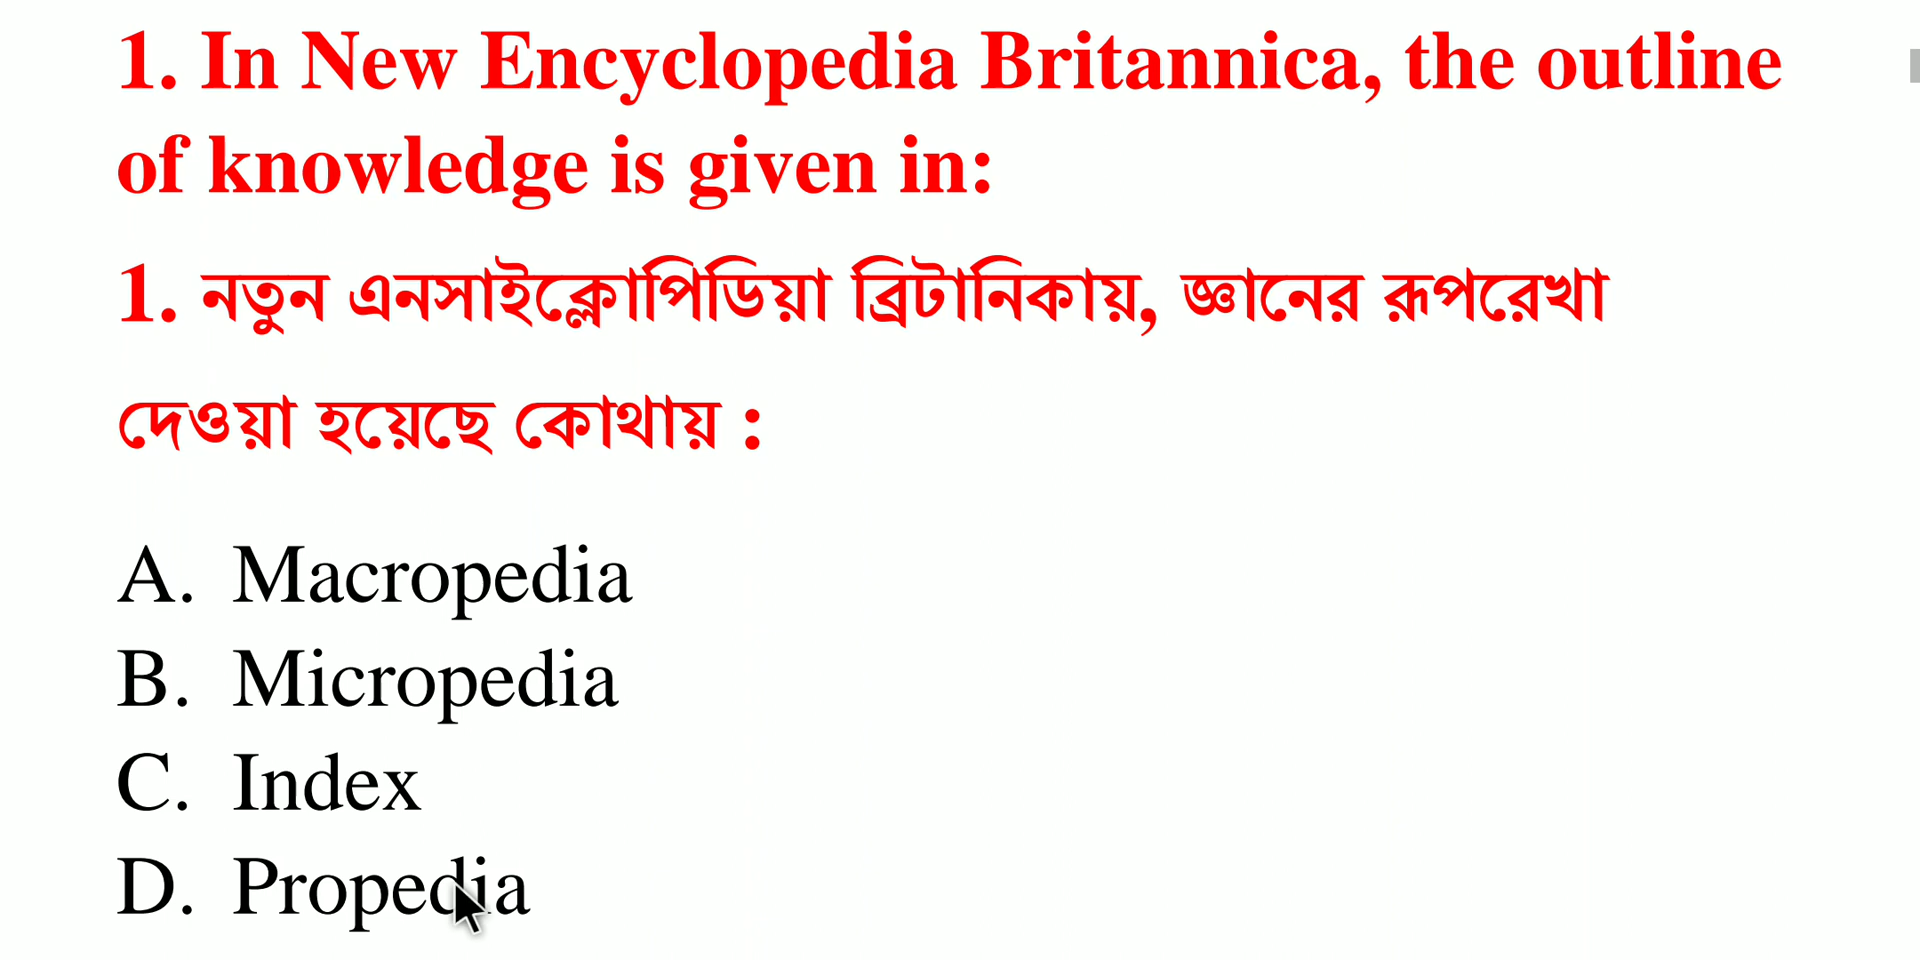 1. In New Encyclopedia Britannica, the outline
of knowledge is given in:
1. নতুন এনসাইক্লোপিডিয়া ব্রিটানিকায়, জ্ঞানের রূপরেখা
দেওয়া হয়েছে কোথায় :
A. Macropedia
B. Micropedia
C. Index
D. Propedia